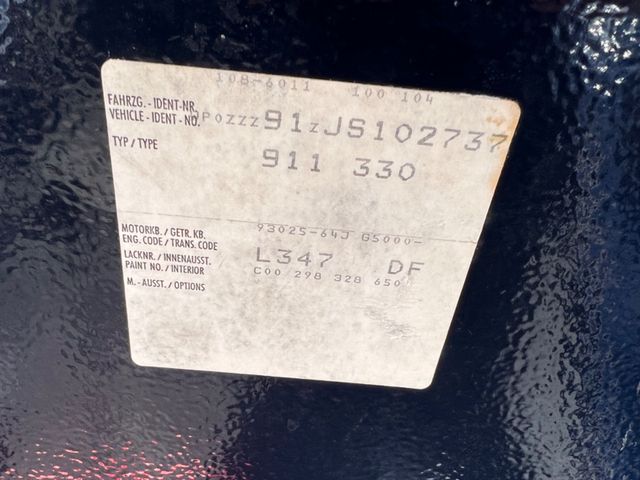 108-6011 100 104
FAHRZG. - IDENT-NR.
VEHICLE - IDENT - NO. P0ZZZ91ZJS102737
TYP / TYPE 911 330
MOTORKB. / GETR. KB. 93025-64J G5000-
ENG. CODE / TRANS. CODE
LACKNR. / INNENAUSST. L347 DF
PAINT NO. / INTERIOR C00 298 328 650
M. - AUSST. / OPTIONS